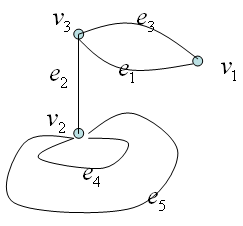 v₃ e₃
e₁ v₁
e₂
v₂
e₄
e₅